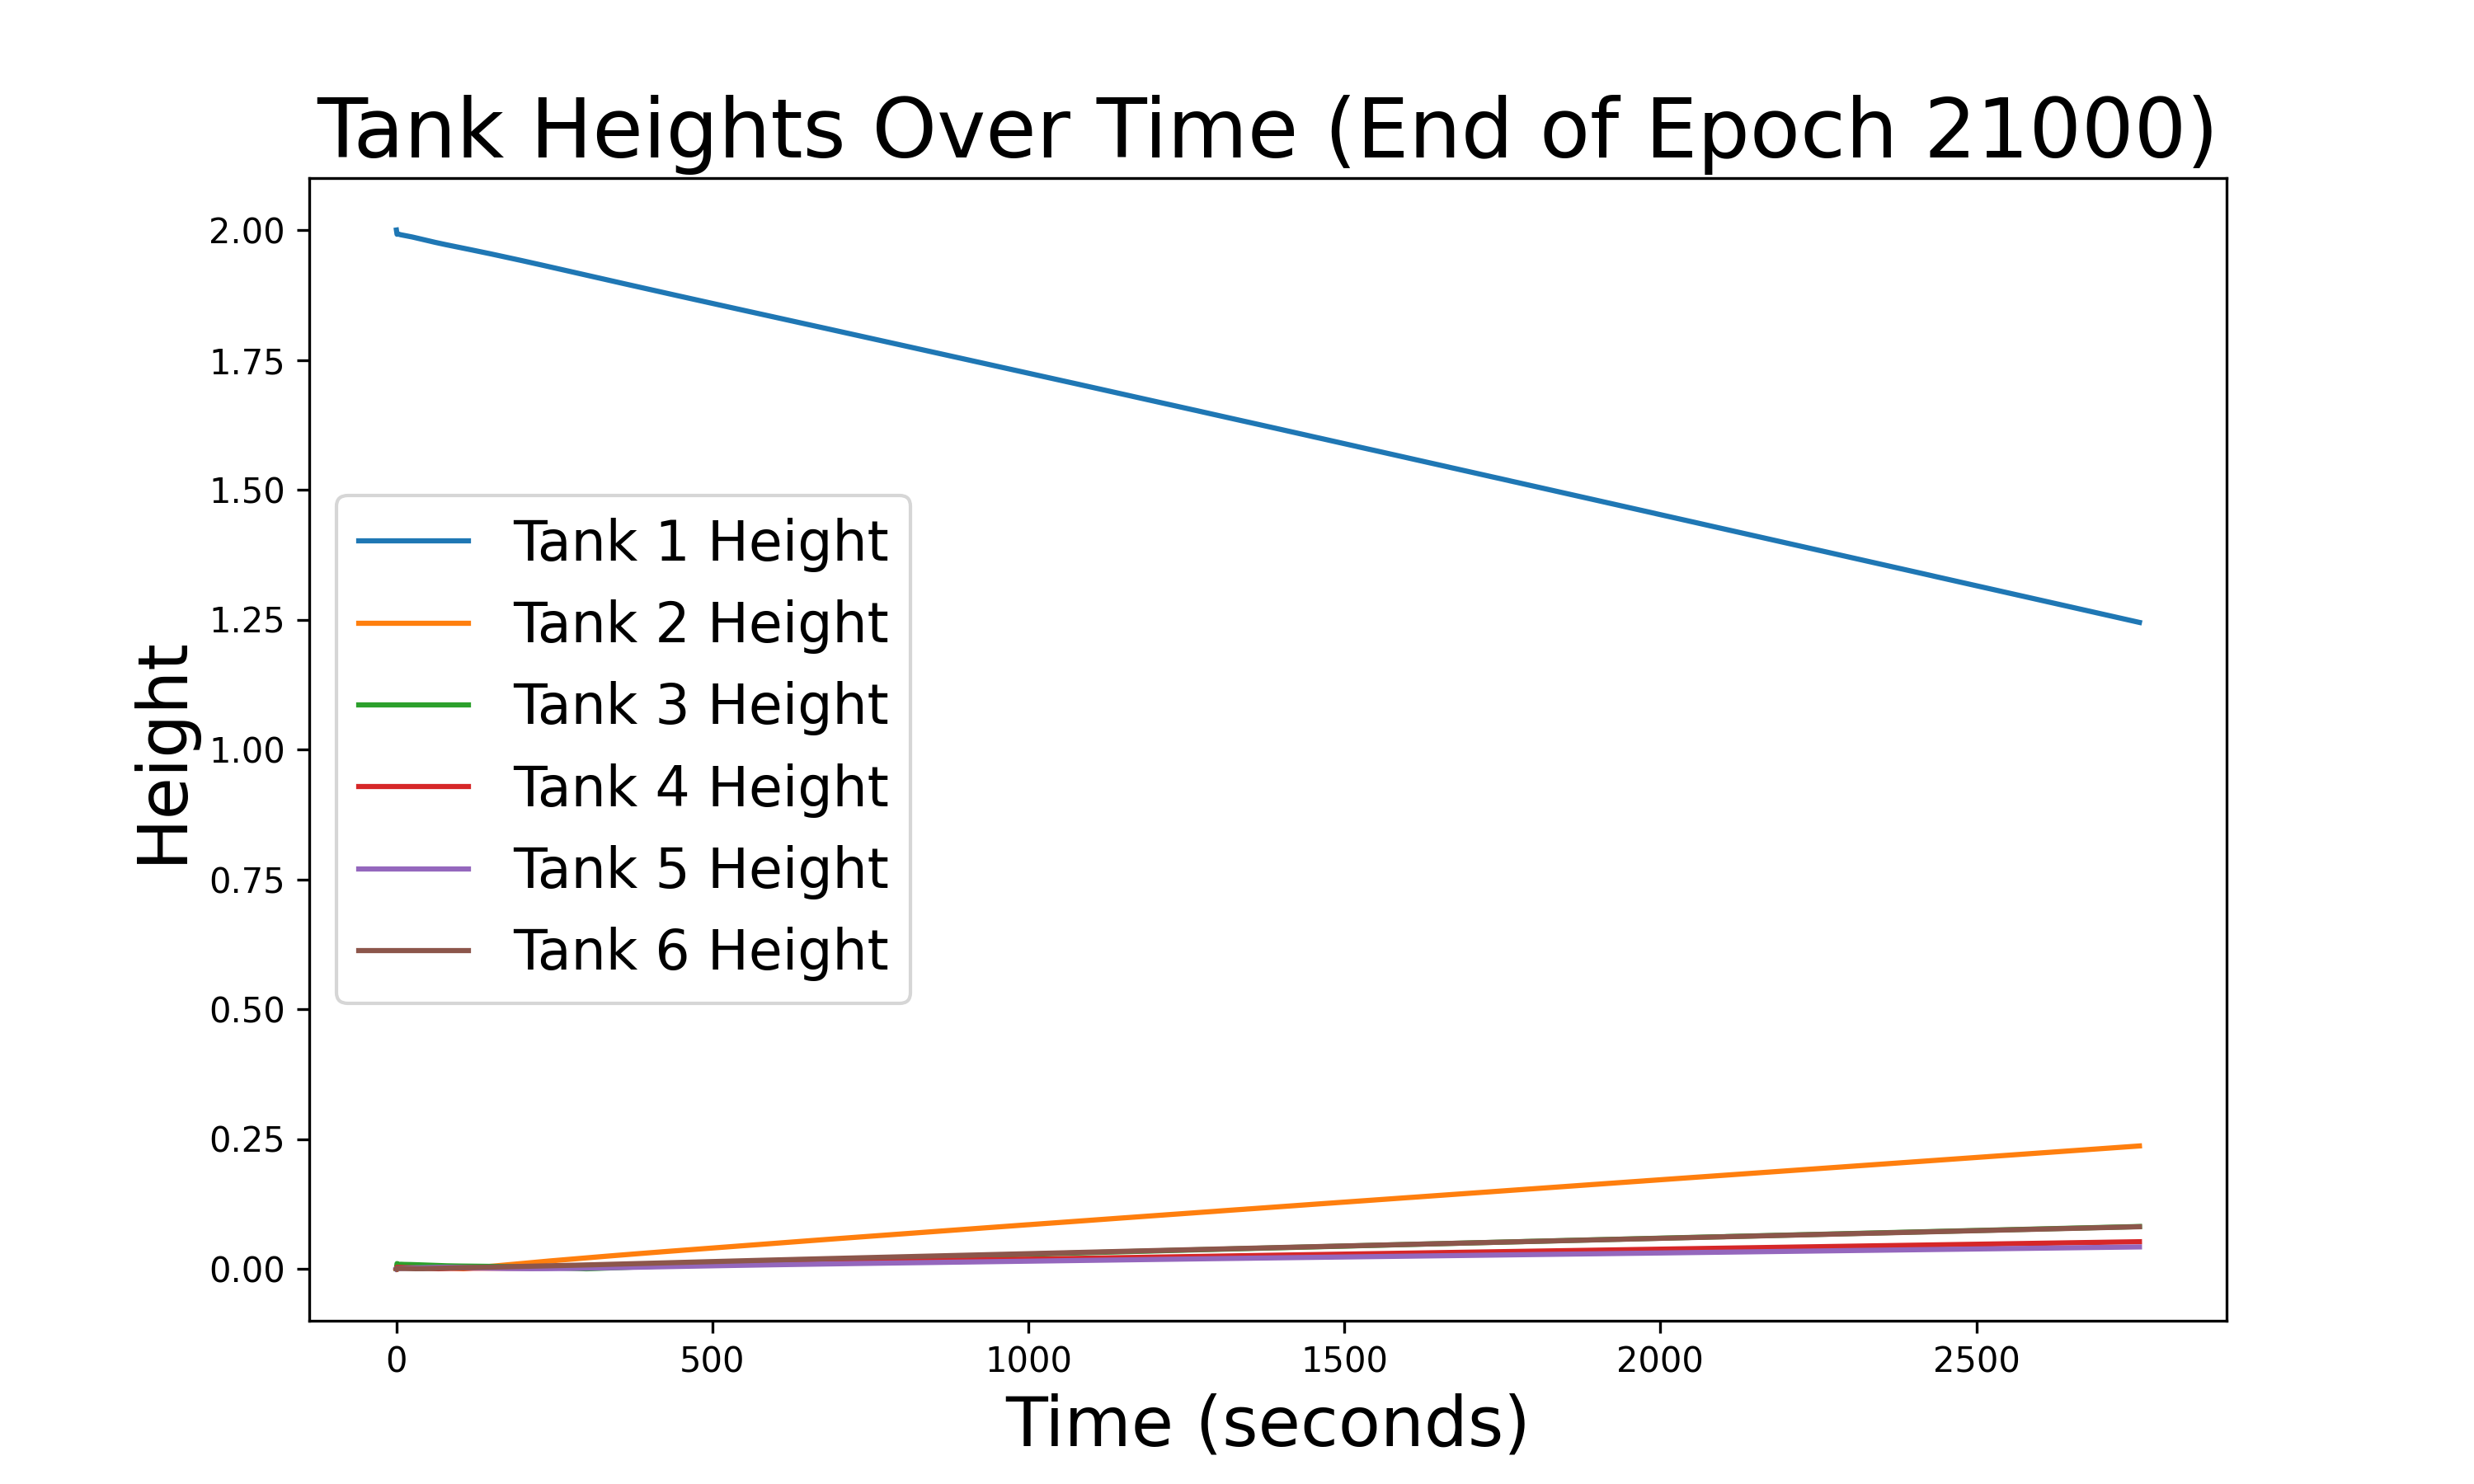 Tank Heights Over Time (End of Epoch 21000)
2.00
1.75
1.50
1.25
1.00
0.75
0.50
0.25
0.00
Height
Tank 1 Height
Tank 2 Height
Tank 3 Height
Tank 4 Height
Tank 5 Height
Tank 6 Height
0 500 1000 1500 2000 2500
Time (seconds)